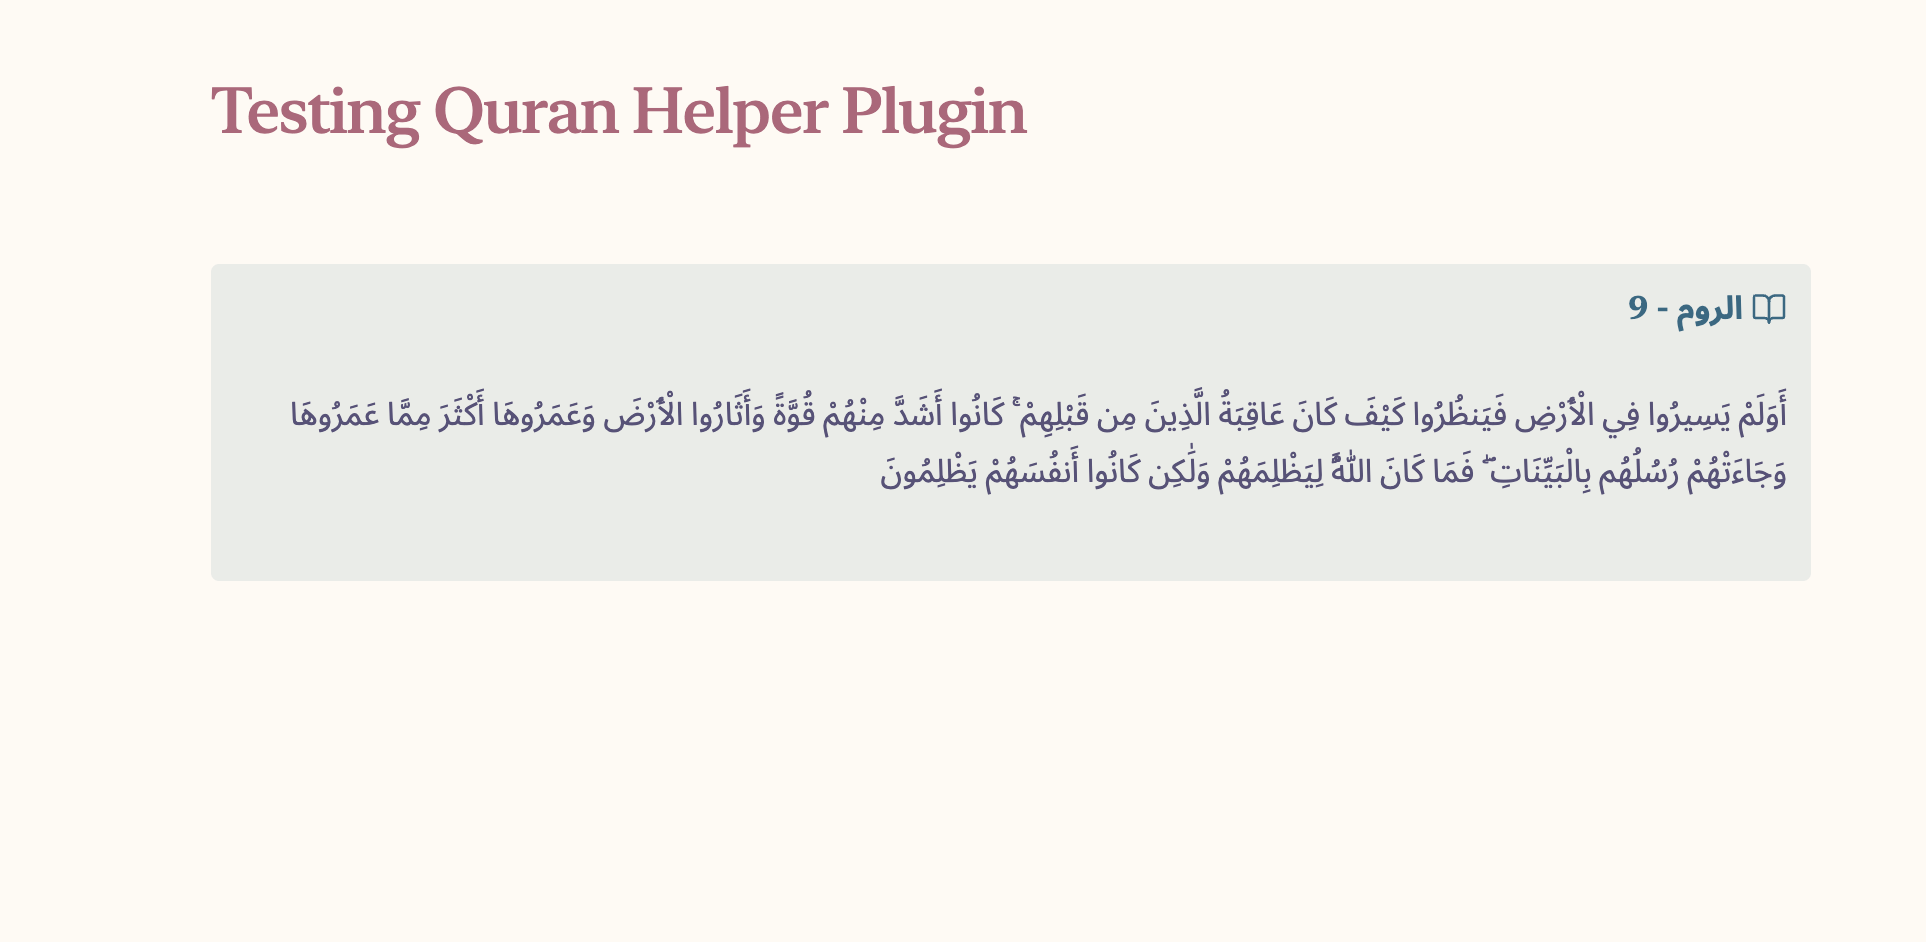 Testing Quran Helper Plugin
الروم - 9
أَوَلَمْ يَسِيرُوا فِي الْأَرْضِ فَيَنظُرُوا كَيْفَ كَانَ عَاقِبَةُ الَّذِينَ مِن قَبْلِهِمْ ۚ كَانُوا أَشَدَّ مِنْهُمْ قُوَّةً وَأَثَارُوا الْأَرْضَ وَعَمَرُوهَا أَكْثَرَ مِمَّا عَمَرُوهَا
وَجَاءَتْهُمْ رُسُلُهُم بِالْبَيِّنَاتِ ۖ فَمَا كَانَ اللَّهُ لِيَظْلِمَهُمْ وَلَٰكِن كَانُوا أَنفُسَهُمْ يَظْلِمُونَ